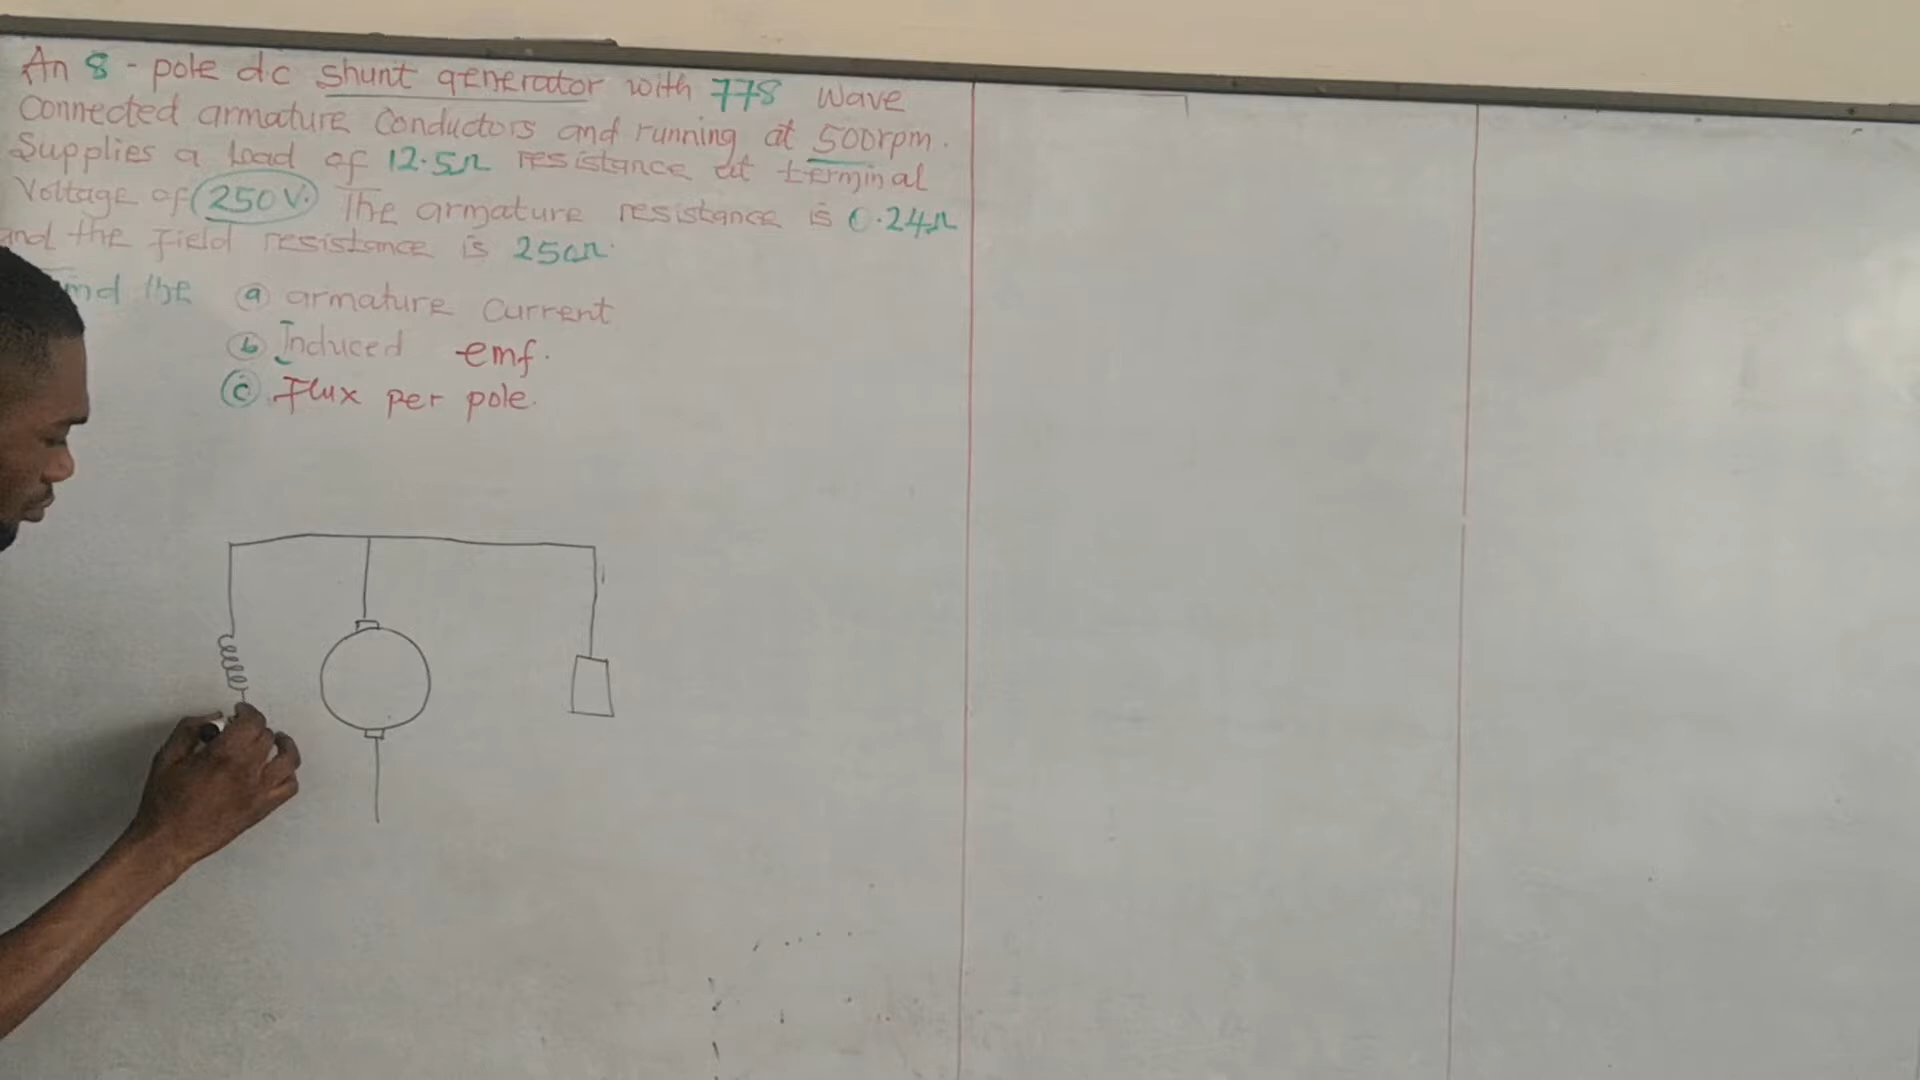 An 8 - pole dc shunt generator with 778 wave
Connected armature Conductors and running at 500rpm.
Supplies a load of 12.5Ω resistance at terminal
Voltage of 250V. The armature resistance is 0.24Ω
and the field resistance is 250Ω.
find the (a) armature Current
(b) Induced emf.
(c) Flux per pole.